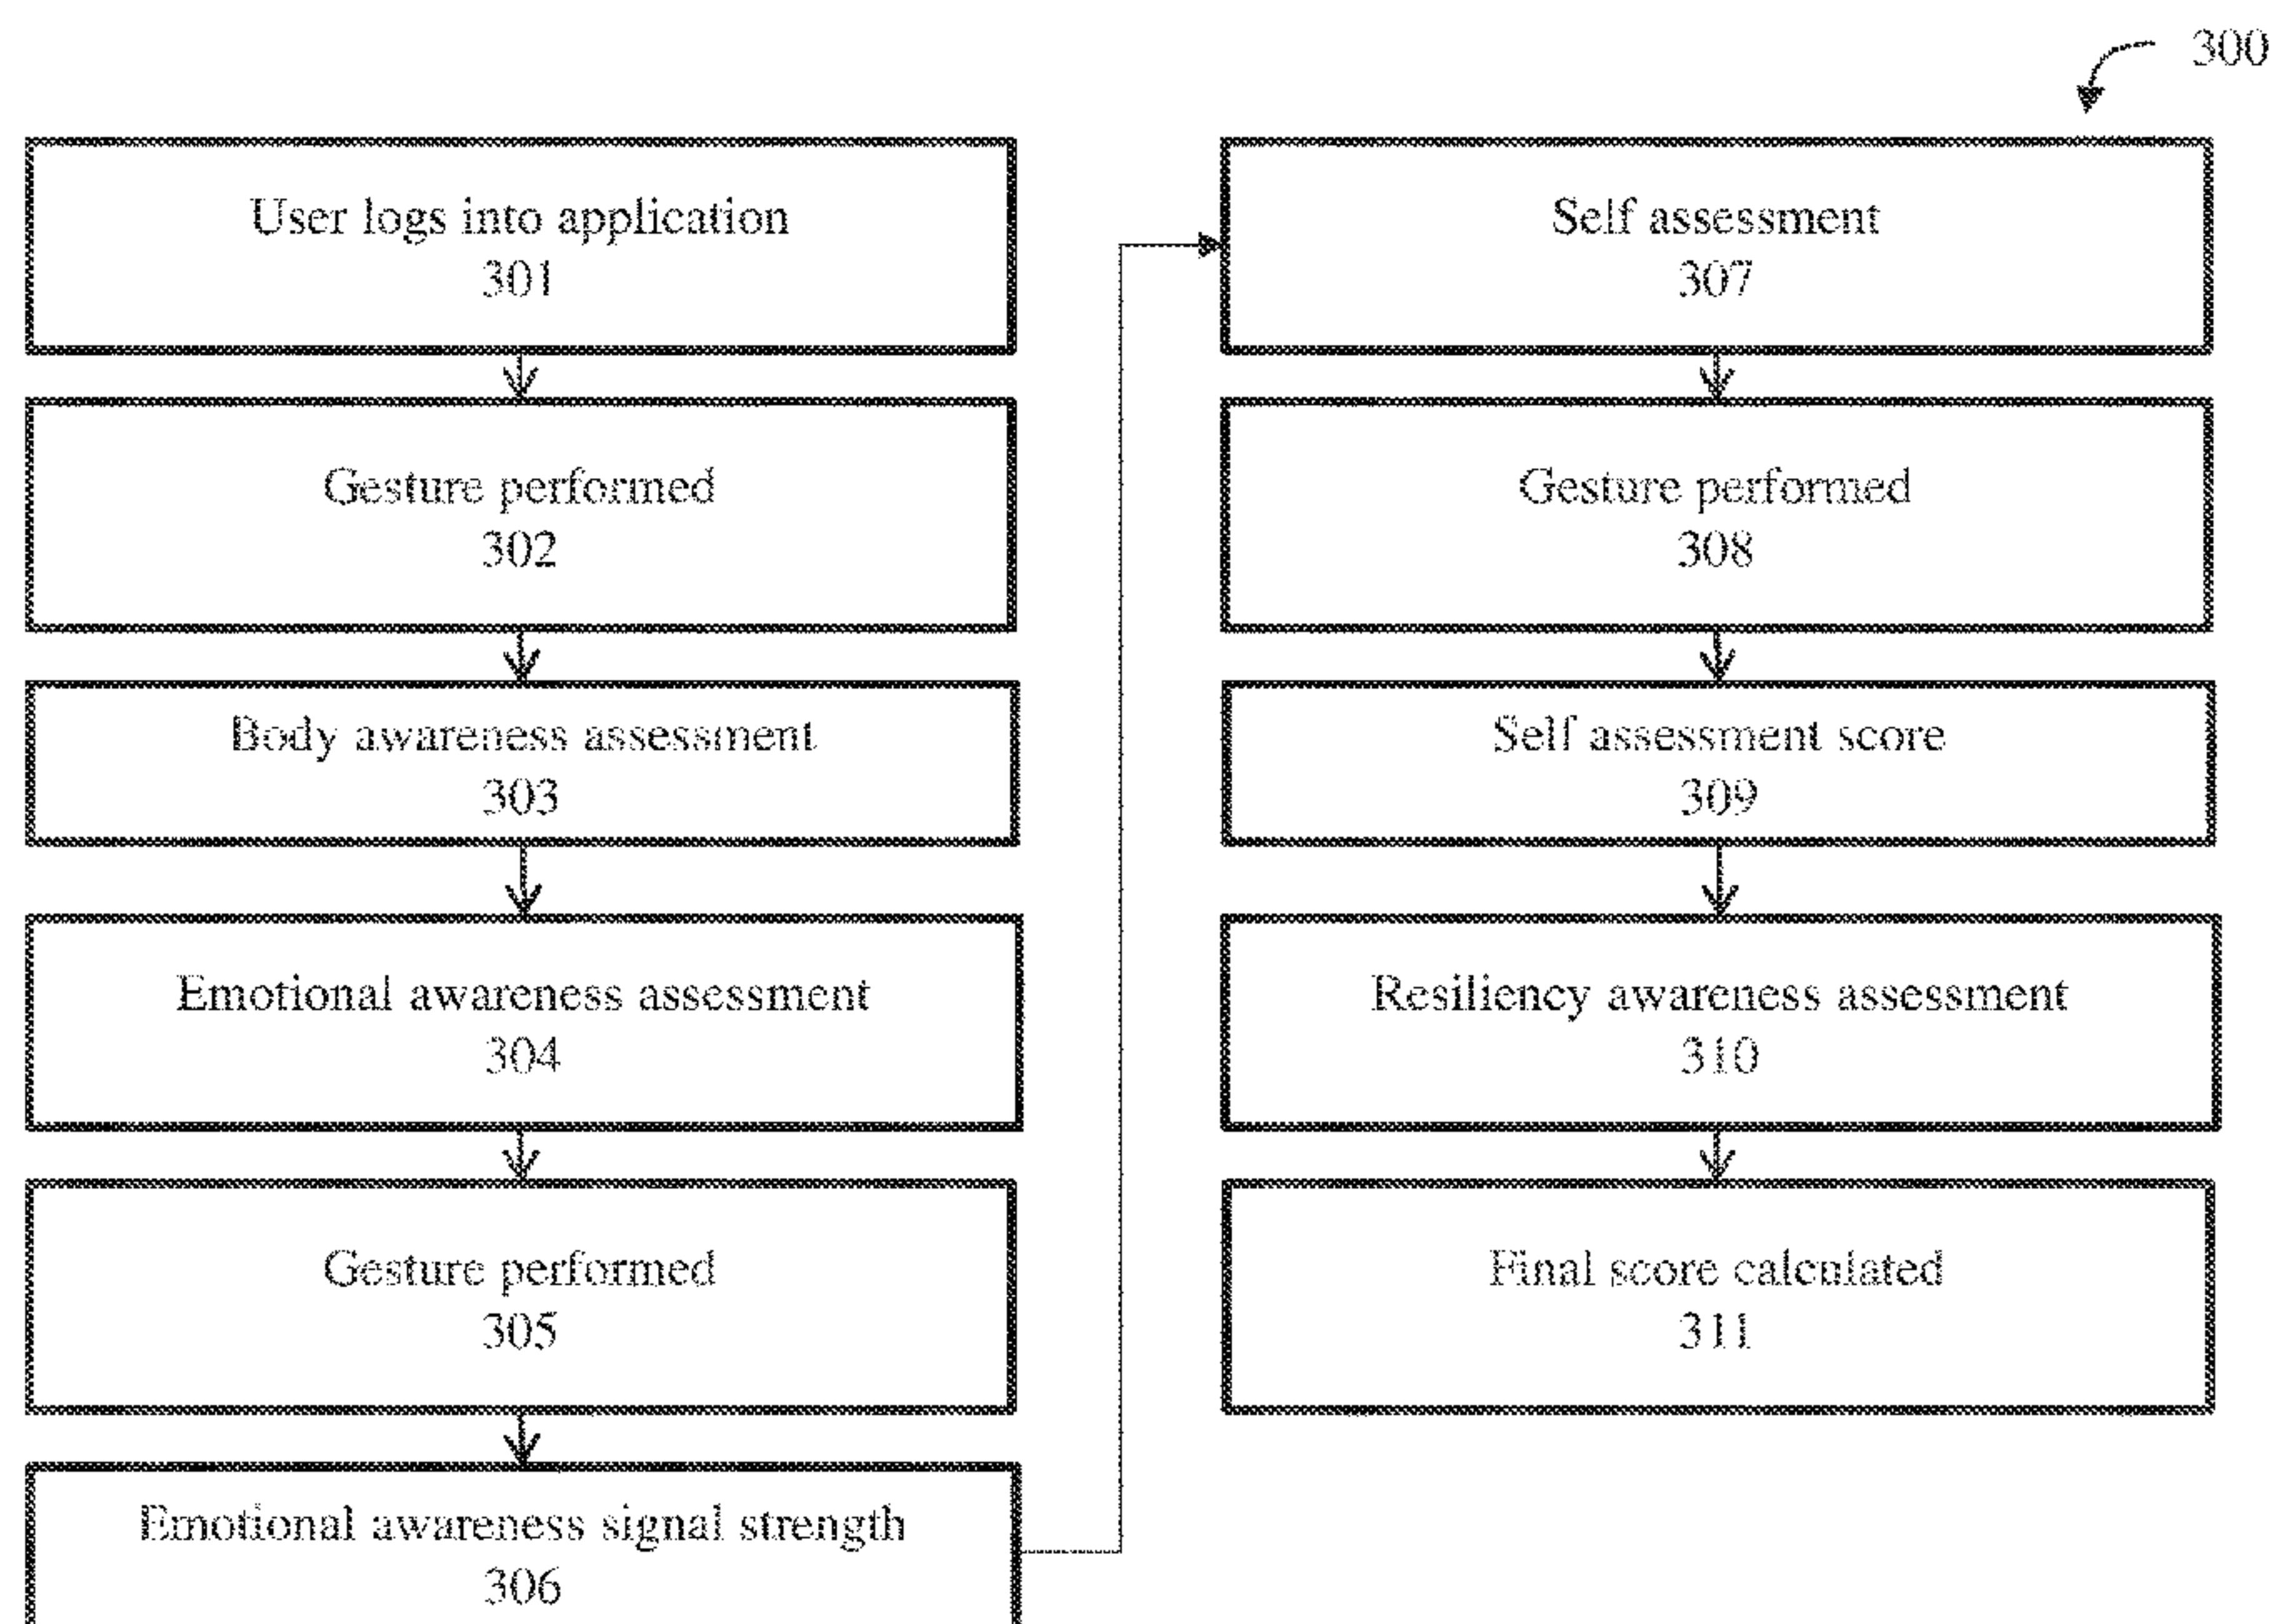 300
User logs into application
301
Gesture performed
302
Body awareness assessment
303
Emotional awareness assessment
304
Gesture performed
305
Emotional awareness signal strength
306
Self assessment
307
Gesture performed
308
Self assessment score
309
Resiliency awareness assessment
310
Final score calculated
311